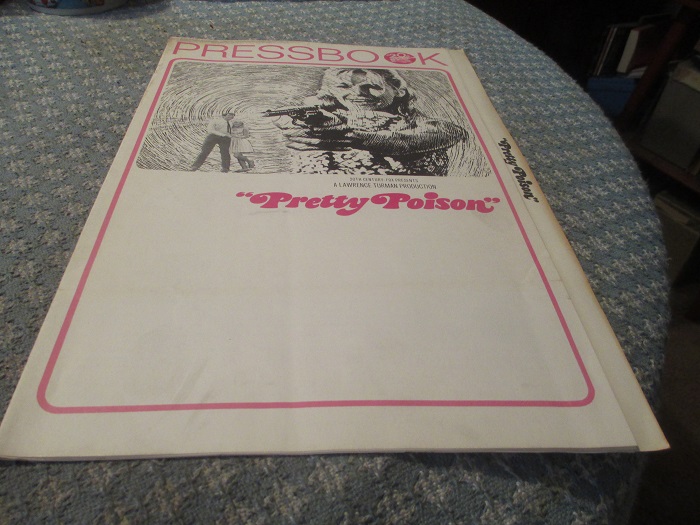 PRESSBOOK
20TH CENTURY-FOX PRESENTS
A LAWRENCE TURMAN PRODUCTION
"Pretty Poison"
"Pretty Poison"